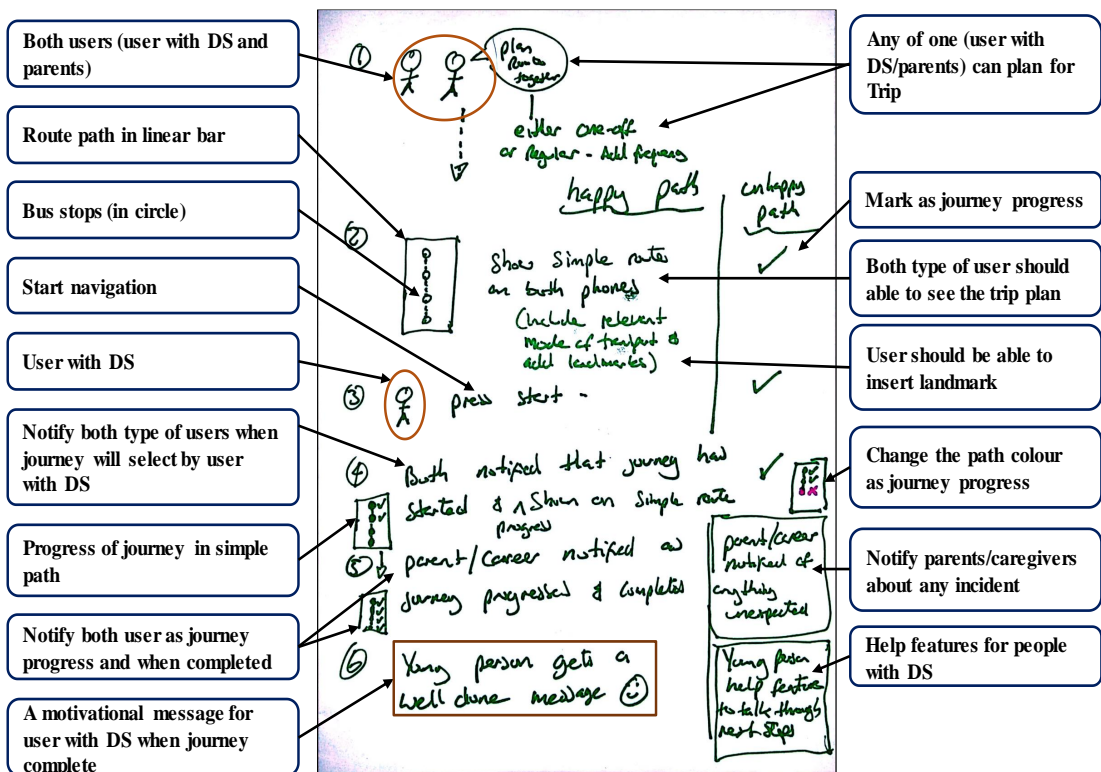 Both users (user with DS and
parents)
Route path in linear bar
Bus stops (in circle)
Start navigation
User with DS
Notify both type of users when
journey will select by user
with DS
Progress of journey in simple
path
Notify both user as journey
progress and when completed
A motivational message for
user with DS when journey
complete
①
plan
Route
together
either one-off
or Regular - Add frequency
happy path
unhappy
path
②
Show Simple route
on both phones
(include relevant
Mode of transport &
add landmarks)
③
press start -
④
Both notified that journey has
started & ^ Shown on Simple route
progress
⑤
parent/career notified as
journey progresses & completes
parent/career
notified of
anything
unexpected
⑥
Young person gets a
well done message
Young person
help feature
to talk through
next steps
Any of one (user with
DS/parents) can plan for
Trip
Mark as journey progress
Both type of user should
able to see the trip plan
User should be able to
insert landmark
Change the path colour
as journey progress
Notify parents/caregivers
about any incident
Help features for people
with DS